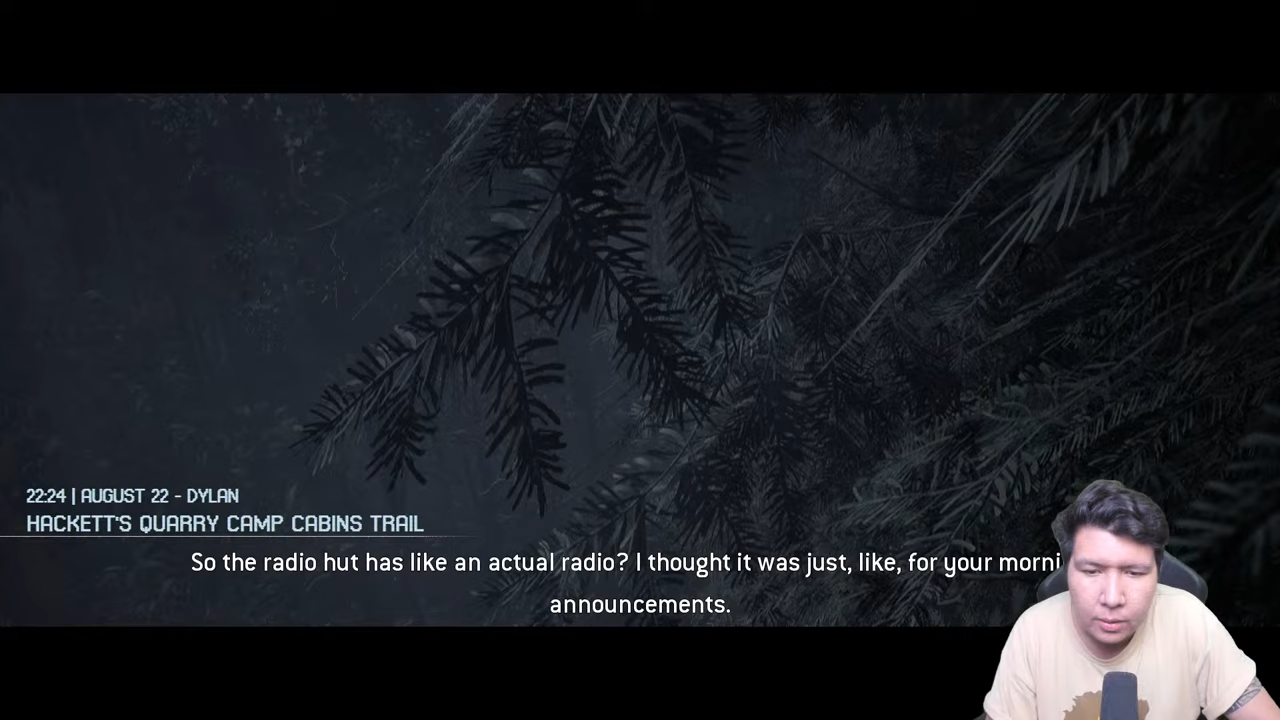 22:24 | AUGUST 22 - DYLAN
HACKETT'S QUARRY CAMP CABINS TRAIL
So the radio hut has like an actual radio? I thought it was just, like, for your
announcements.